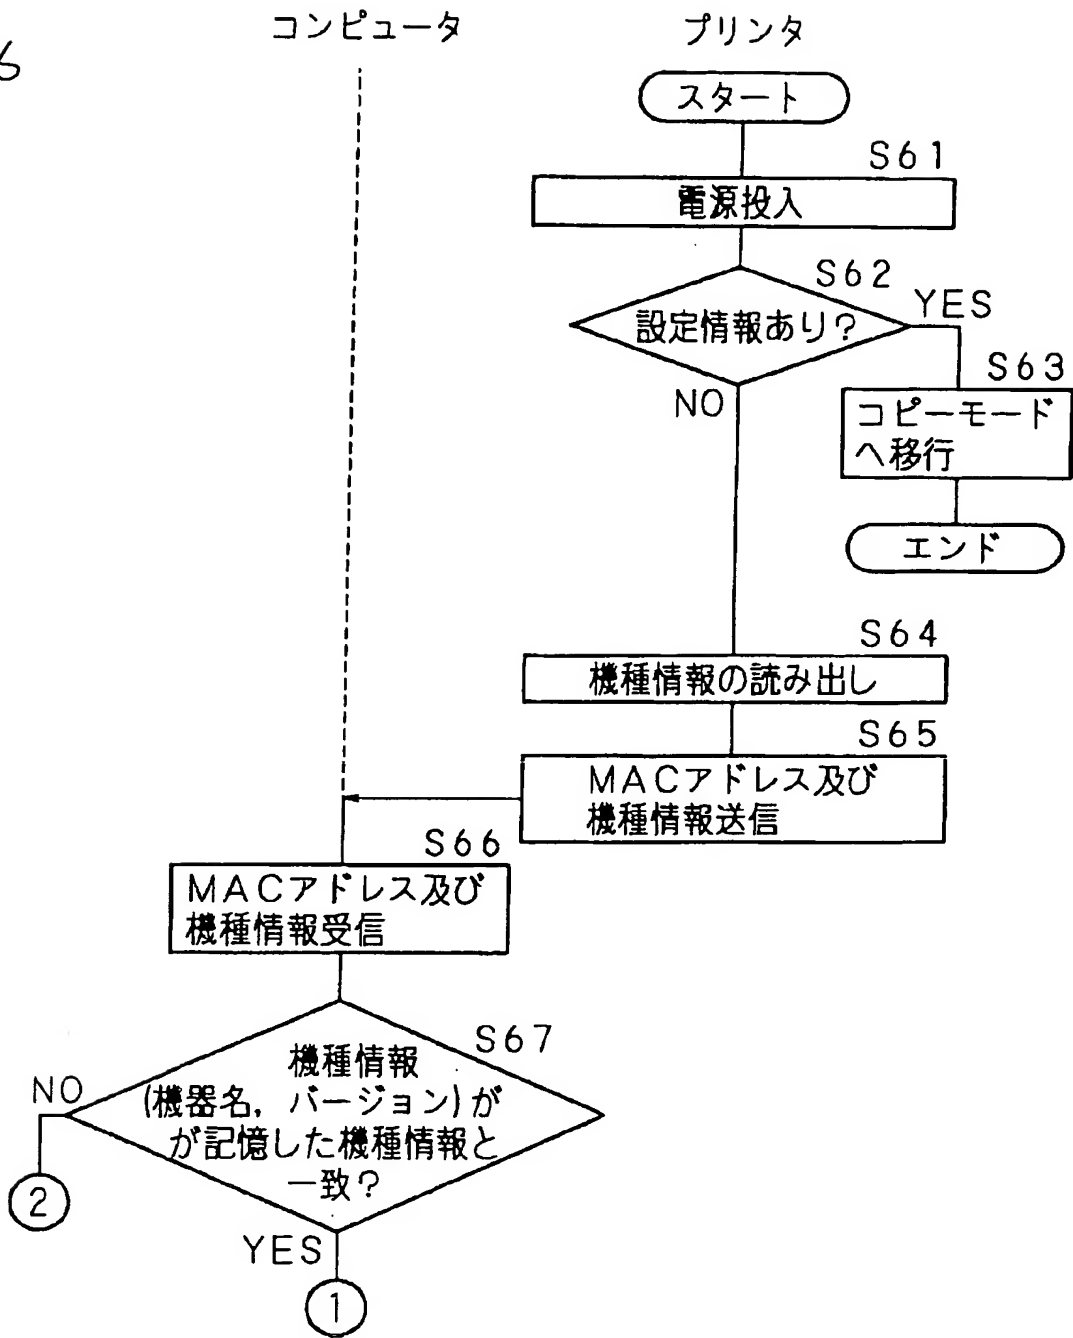 コンピュータ
プリンタ
6
スタート
S61
電源投入
S62
設定情報あり?
YES
NO
S63
コピーモード
へ移行
エンド
S64
機種情報の読み出し
S65
MACアドレス及び
機種情報送信
S66
MACアドレス及び
機種情報受信
S67
機種情報
(機器名,バージョン)が
が記憶した機種情報と
一致?
NO
2
YES
1